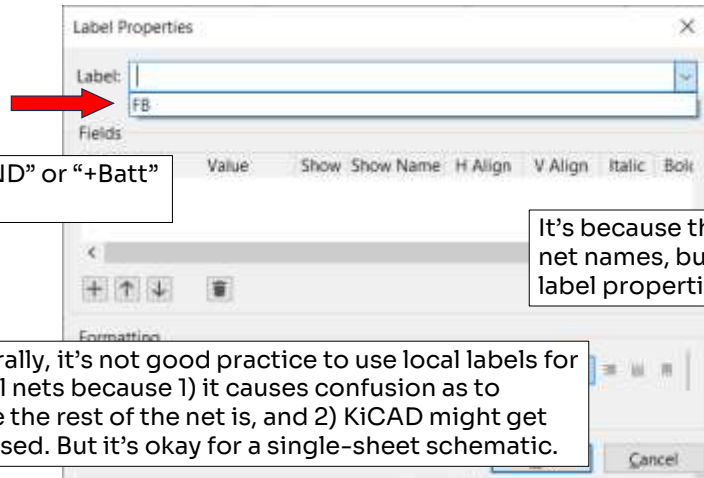 Label Properties
Label:
FB
Fields
ND” or “+Batt”
Value Show Show Name H Align V Align Italic
It’s because th
net names, bu
label properti
Formatting
rally, it’s not good practice to use local labels for
l nets because 1) it causes confusion as to
e the rest of the net is, and 2) KiCAD might get
sed. But it’s okay for a single-sheet schematic.
Cancel